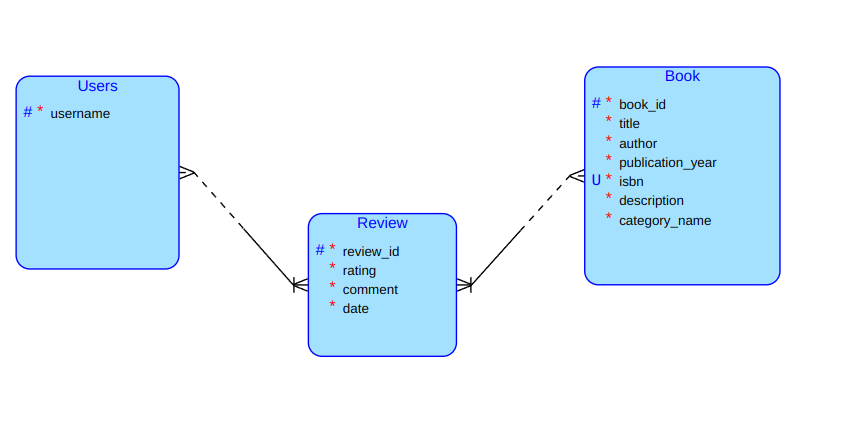 Users
# * username
Review
# * review_id
* rating
* comment
* date
Book
# * book_id
* title
* author
* publication_year
U * isbn
* description
* category_name